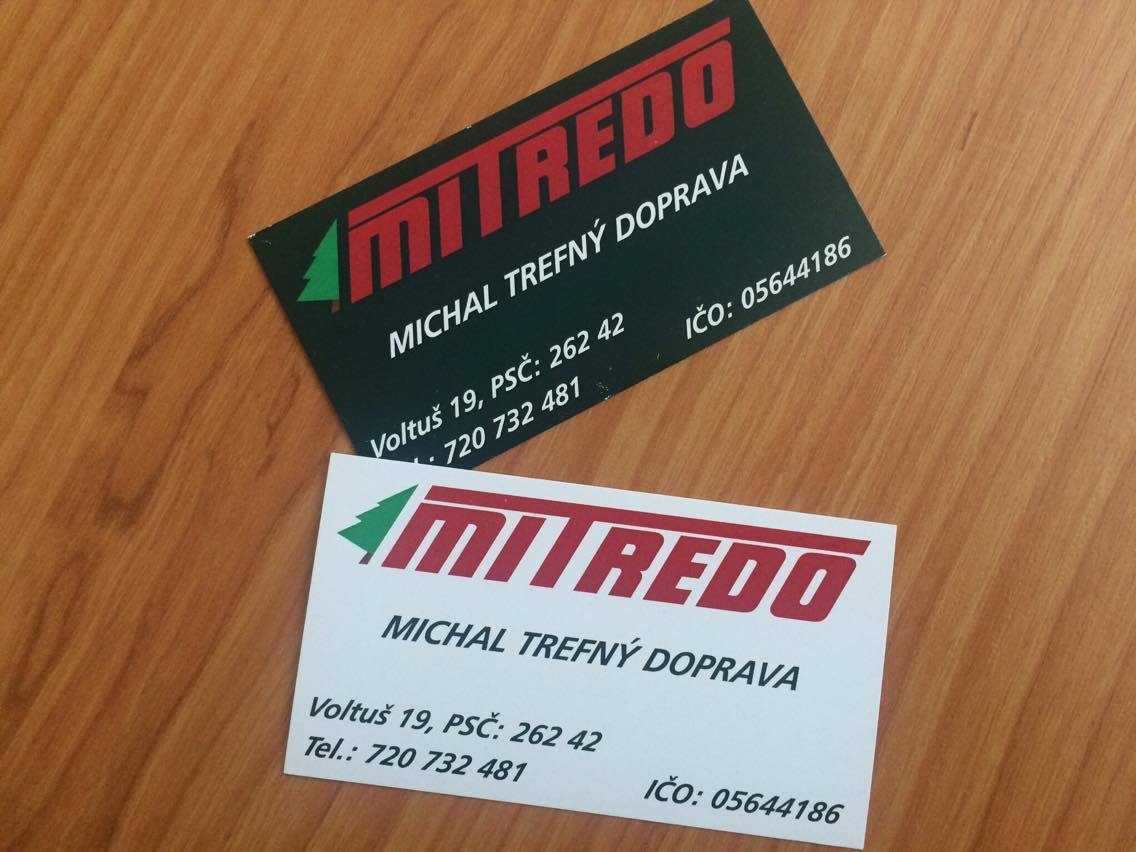 MITREDO
MICHAL TREFNÝ DOPRAVA
Voltuš 19, PSČ: 262 42
IČO: 05644186
720 732 481
MITREDO
MICHAL TREFNÝ DOPRAVA
Voltuš 19, PSČ: 262 42
Tel.: 720 732 481
IČO: 05644186